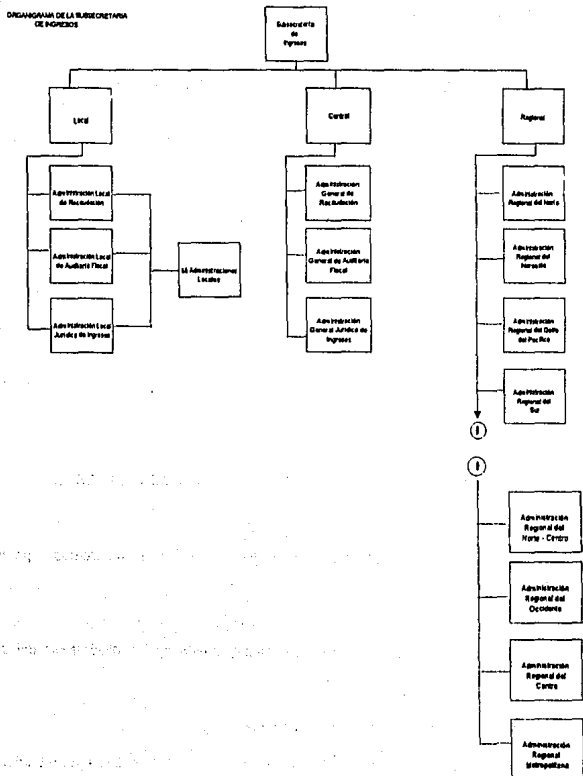 ORGANIGRAMA DE LA SUBSECRETARIA
DE INGRESOS
Subsecretaría
de
Ingresos
Local
Central
Regional
Administración Local
de Recaudación
Administración Local
de Auditoría Fiscal
Administración Local
Jurídica de Ingresos
Administraciones
Locales
Administración
General de
Recaudación
Administración
General de Auditoría
Fiscal
Administración
General Jurídica de
Ingresos
Administración
Regional del Norte
Administración
Regional del
Noroeste
Administración
Regional del Golfo
del Pacífico
Administración
Regional del
Sur
I
I
Administración
Regional del
Norte - Centro
Administración
Regional del
Occidente
Administración
Regional del
Centro
Administración
Regional
Metropolitana